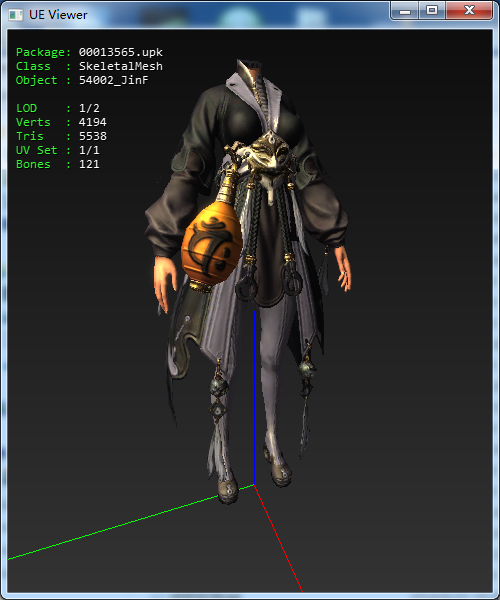 UE Viewer
Package: 00013565.upk
Class : SkeletalMesh
Object : 54002_JinF
LOD : 1/2
Verts : 4194
Tris : 5538
UV Set : 1/1
Bones : 121